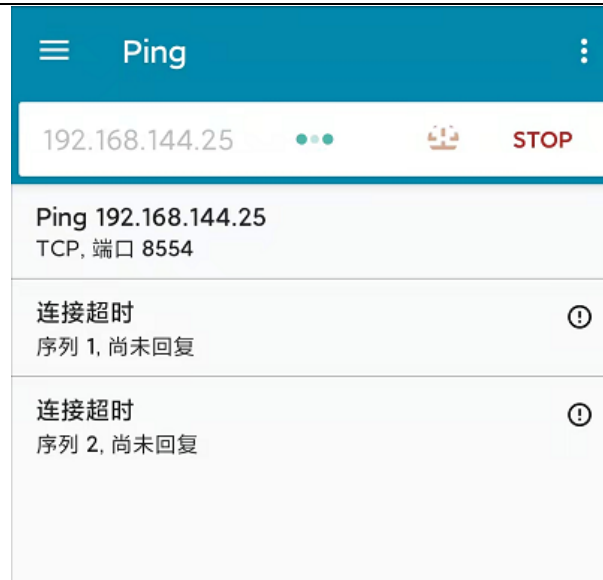 Ping
192.168.144.25
STOP
Ping 192.168.144.25
TCP, 端口 8554
连接超时
序列 1, 尚未回复
连接超时
序列 2, 尚未回复